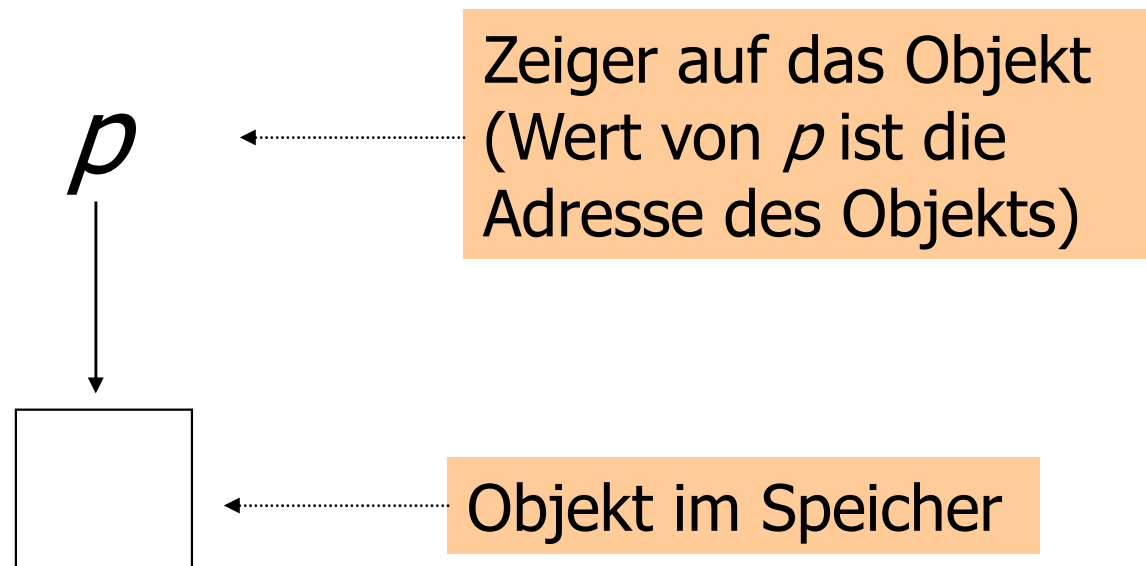 p
Zeiger auf das Objekt
(Wert von p ist die
Adresse des Objekts)
Objekt im Speicher